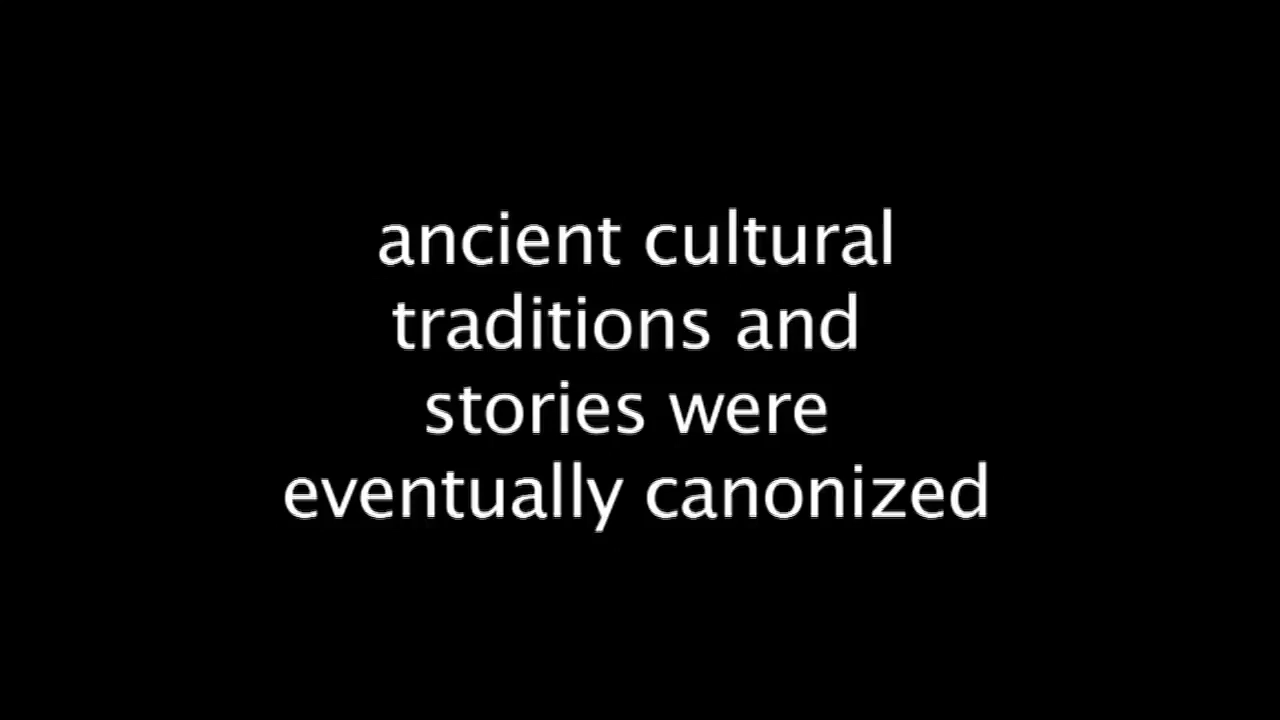 ancient cultural
traditions and
stories were
eventually canonized